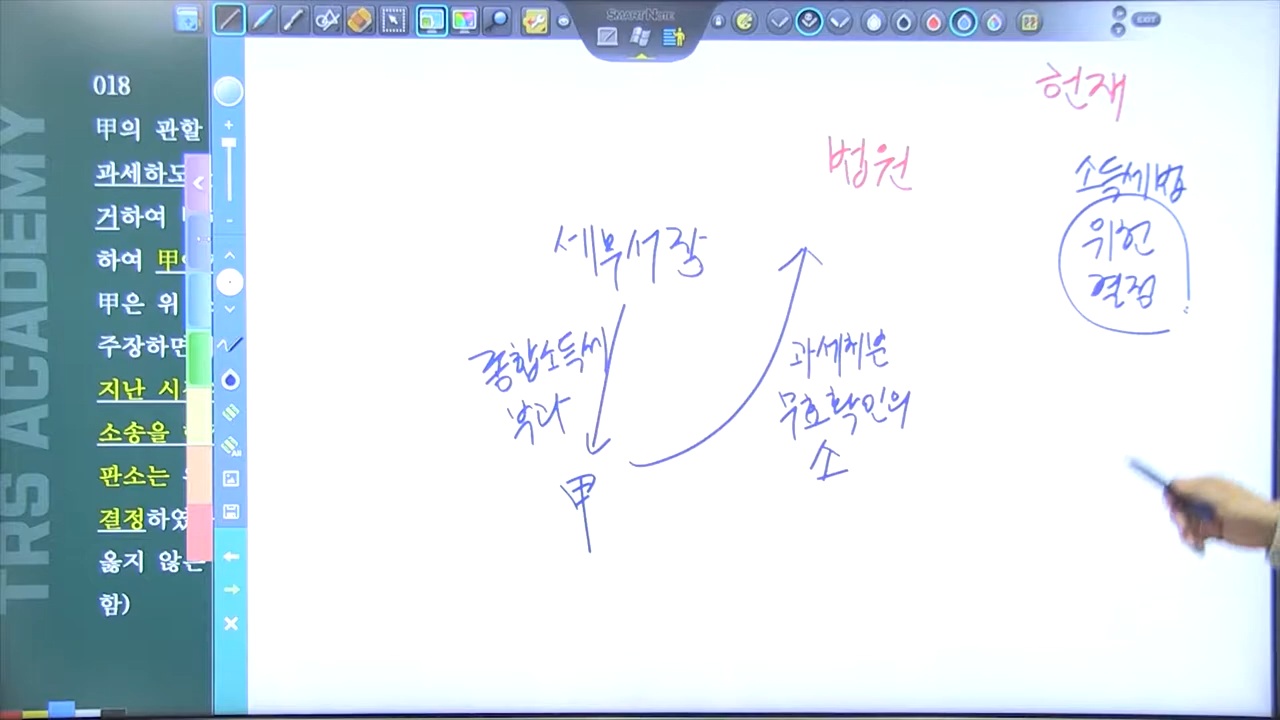 SMART NOTE
EXIT
TRS ACADEMY
018
甲의 관할
과세하도
거하여
하여 甲
甲은 위
주장하면
지난 시
소송을
판소는
결정하였
옳지 않은
함)
All
헌재
법원
소득세법
위헌
결정
세무서장
종합소득세
부과
甲
과세처분
무효확인의
소